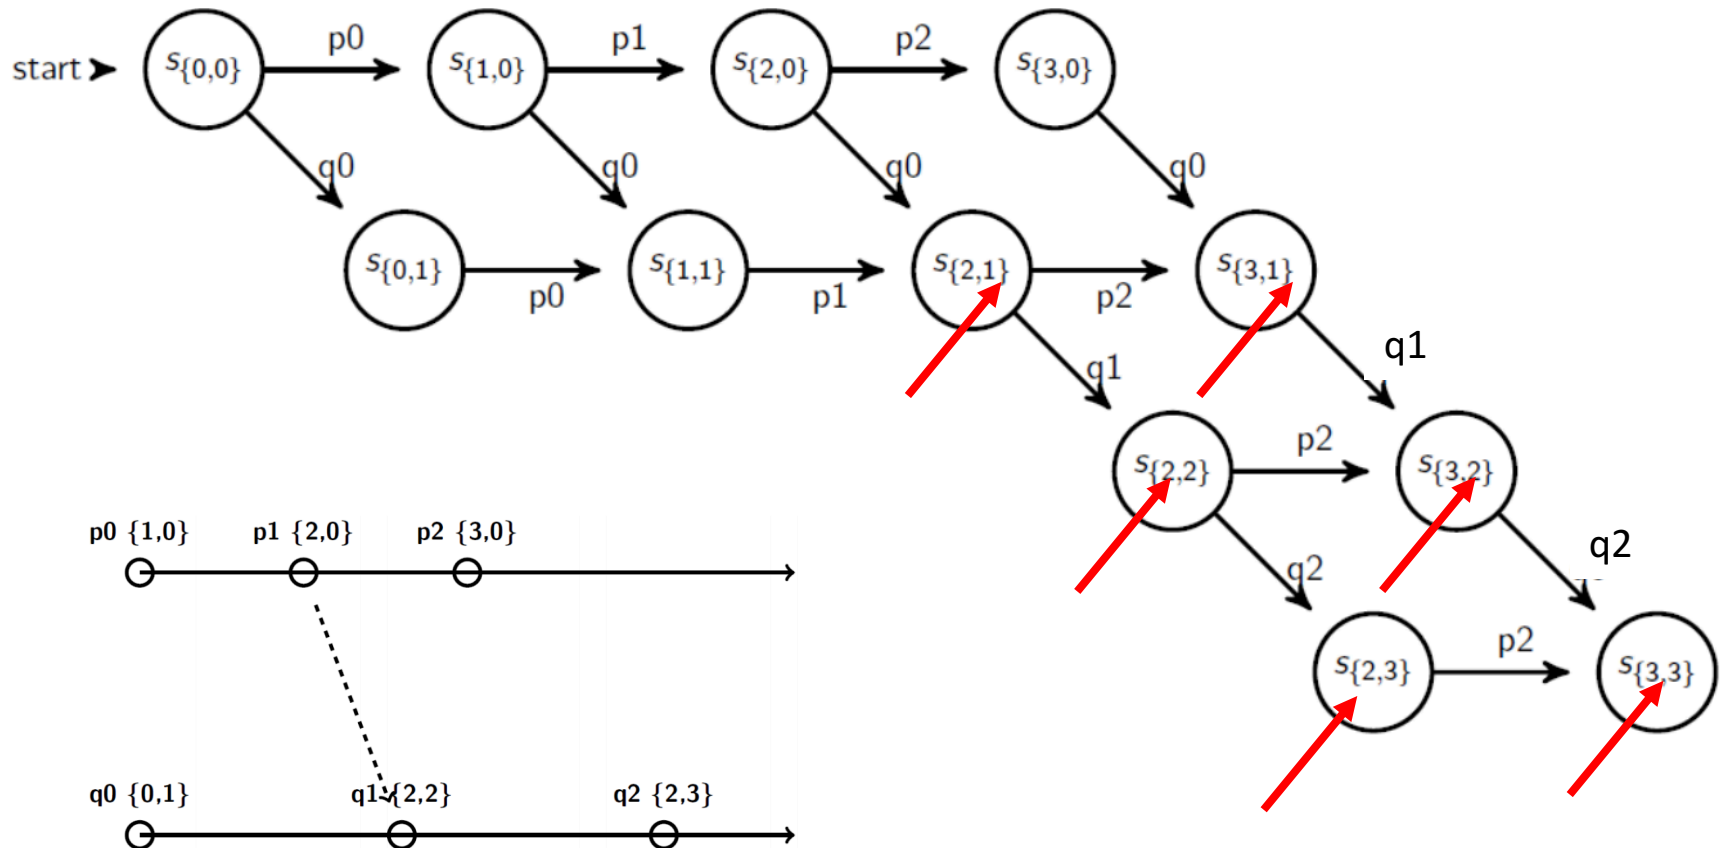 p0 p1 p2
start s{0,0} s{1,0} s{2,0} s{3,0}
q0 q0 q0 q0
s{0,1} s{1,1} s{2,1} s{3,1}
p0 p1 p2
q1 q1
p2
s{2,2} s{3,2}
q2 q2
p2
s{2,3} s{3,3}
p0 {1,0} p1 {2,0} p2 {3,0}
q0 {0,1} q1 {2,2} q2 {2,3}